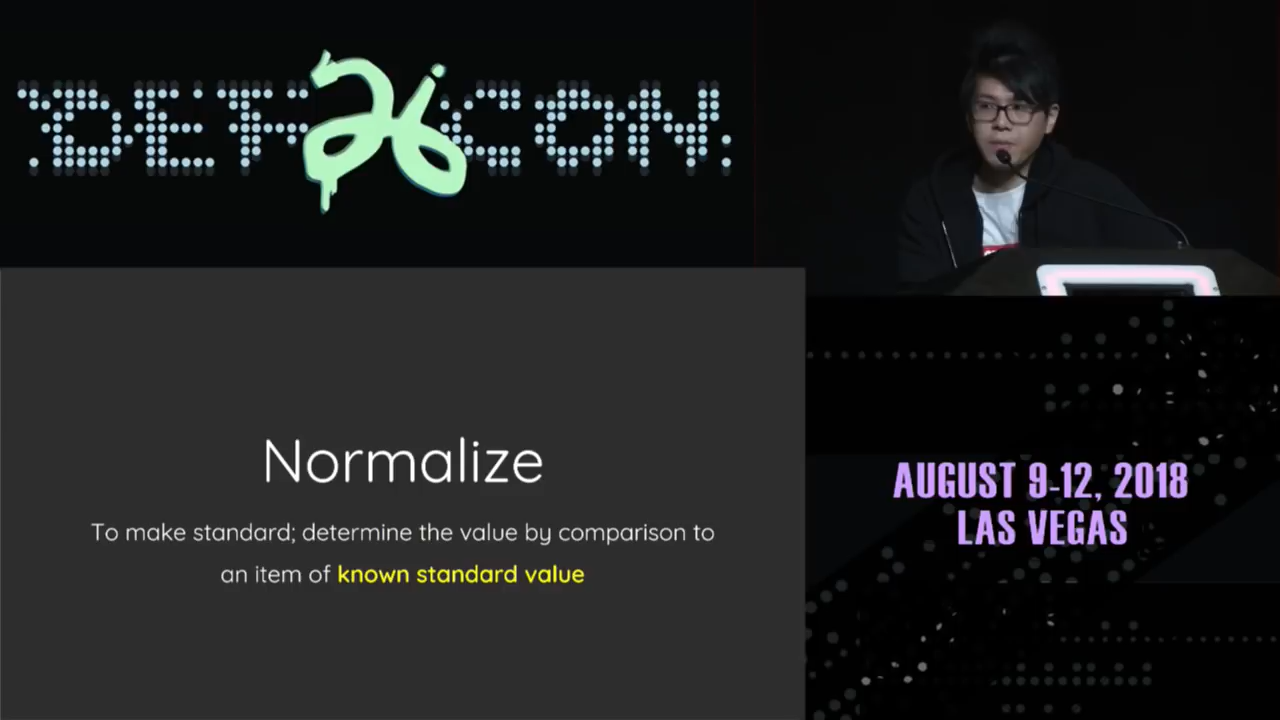 DEF 26 CON
Normalize
To make standard; determine the value by comparison to
an item of known standard value
AUGUST 9-12, 2018
LAS VEGAS